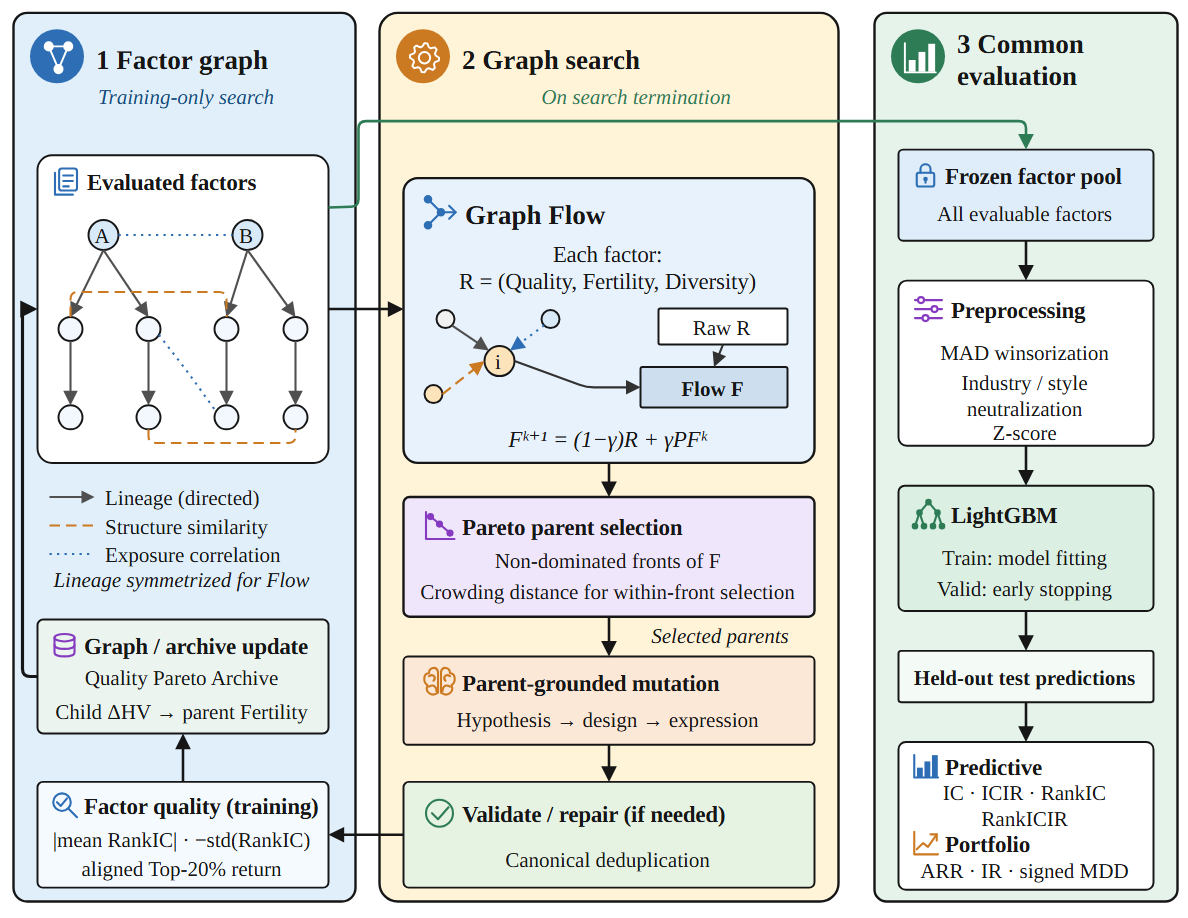 1 Factor graph
Training-only search
Evaluated factors
A
B
Lineage (directed)
Structure similarity
Exposure correlation
Lineage symmetrized for Flow
Graph / archive update
Quality Pareto Archive
Child ΔHV → parent Fertility
Factor quality (training)
|mean RankIC| · −std(RankIC)
aligned Top-20% return
2 Graph search
On search termination
Graph Flow
Each factor:
R = (Quality, Fertility, Diversity)
i
Raw R
Flow F
Fᵏ⁺¹ = (1−γ)R + γPFᵏ
Pareto parent selection
Non-dominated fronts of F
Crowding distance for within-front selection
Selected parents
Parent-grounded mutation
Hypothesis → design → expression
Validate / repair (if needed)
Canonical deduplication
3 Common
evaluation
Frozen factor pool
All evaluable factors
Preprocessing
MAD winsorization
Industry / style
neutralization
Z-score
LightGBM
Train: model fitting
Valid: early stopping
Held-out test predictions
Predictive
IC · ICIR · RankIC
RankICIR
Portfolio
ARR · IR · signed MDD